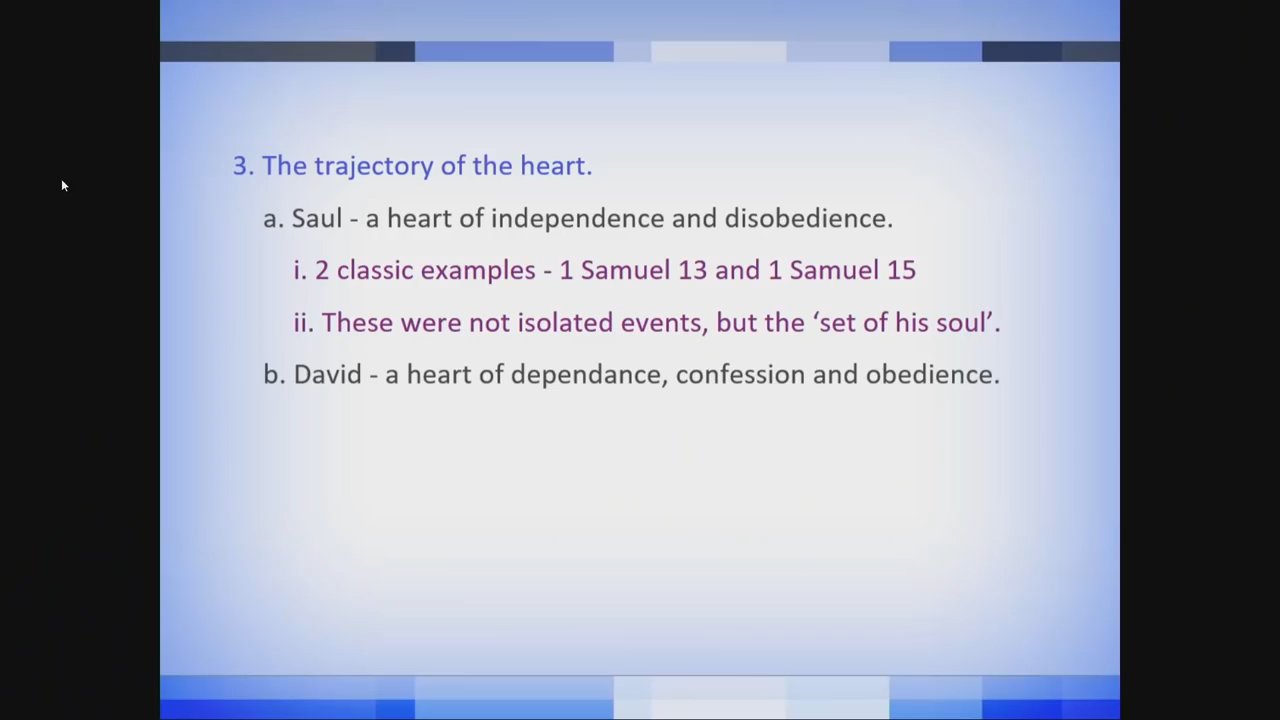 3. The trajectory of the heart.
a. Saul - a heart of independence and disobedience.
i. 2 classic examples - 1 Samuel 13 and 1 Samuel 15
ii. These were not isolated events, but the ‘set of his soul’.
b. David - a heart of dependance, confession and obedience.